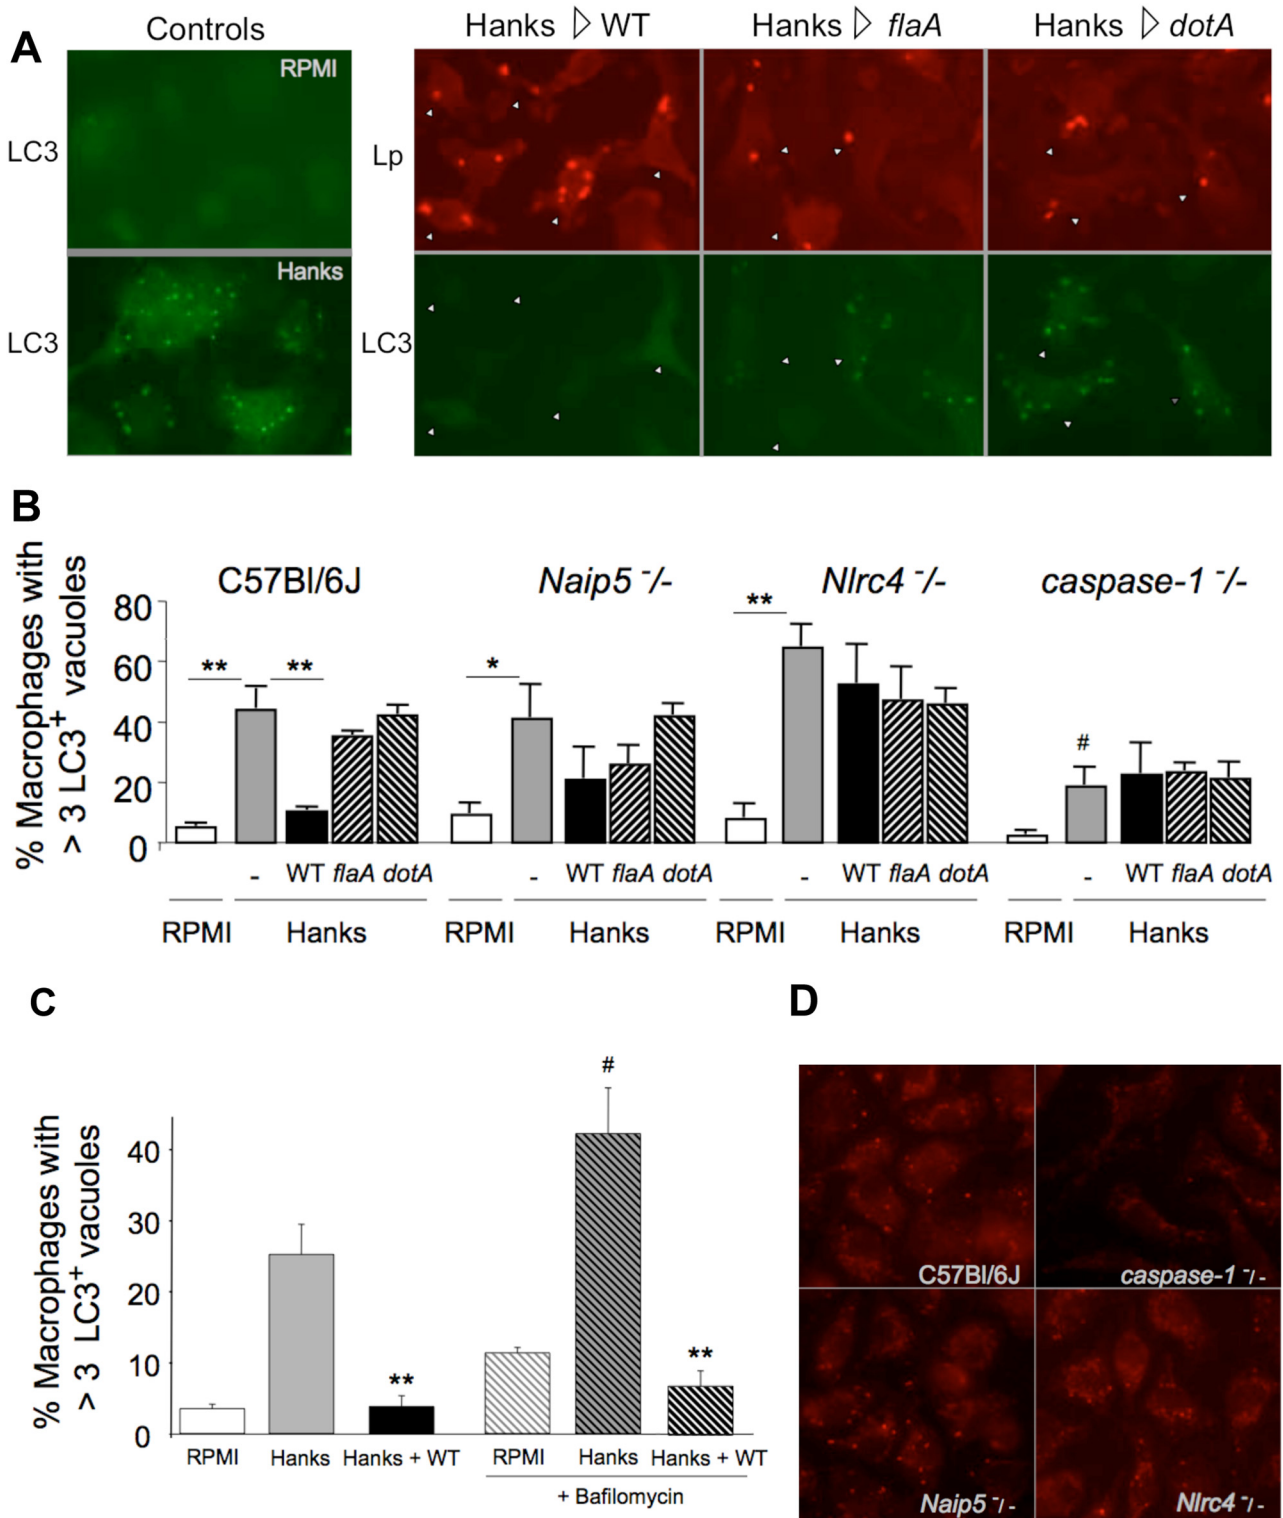 A
Controls
Hanks ▷ WT
Hanks ▷ flaA
Hanks ▷ dotA
RPMI
LC3
Lp
Hanks
LC3
LC3
B
% Macrophages with
> 3 LC3+ vacuoles
C57Bl/6J
Naip5 -/-
Nlrc4 -/-
caspase-1 -/-
80
60
40
20
0
**
**
*
**
#
- WT flaA dotA
- WT flaA dotA
- WT flaA dotA
- WT flaA dotA
RPMI Hanks
RPMI Hanks
RPMI Hanks
RPMI Hanks
C
% Macrophages with
> 3 LC3+ vacuoles
40
30
20
10
0
**
#
**
RPMI Hanks Hanks + WT
RPMI Hanks Hanks + WT
+ Bafilomycin
D
C57Bl/6J
caspase-1 -/-
Naip5 -/-
Nlrc4 -/-